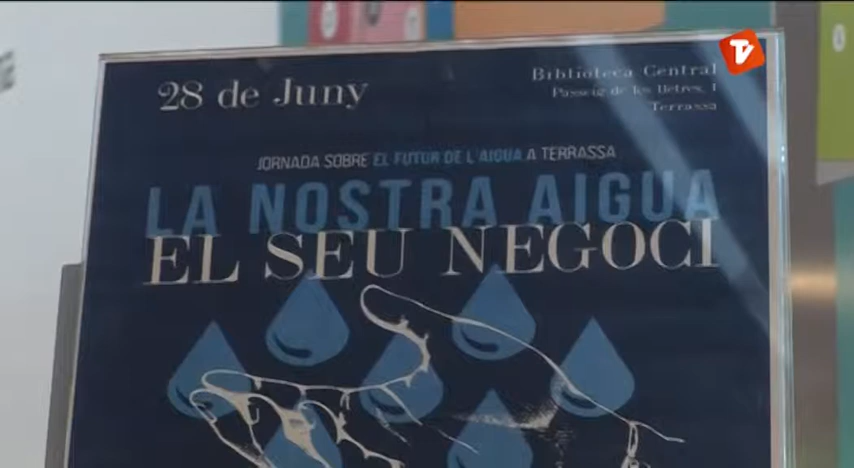 28 de Juny
Biblioteca Central
Passeig de les lletres, 1
Terrassa
JORNADA SOBRE EL FUTUR DE L'AIGUA A TERRASSA
LA NOSTRA AIGUA
EL SEU NEGOCI
TV